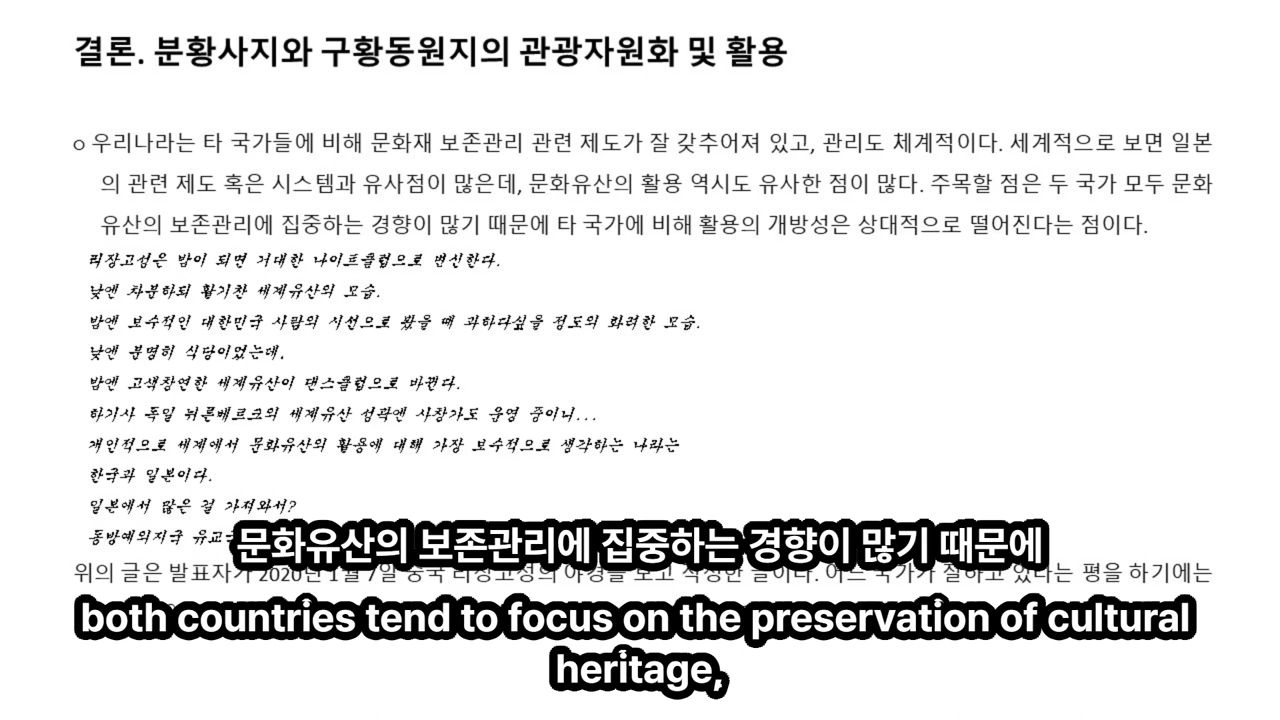 결론. 분황사지와 구황동원지의 관광자원화 및 활용
ㅇ 우리나라는 타 국가들에 비해 문화재 보존관리 관련 제도가 잘 갖추어져 있고, 관리도 체계적이다. 세계적으로 보면 일본
의 관련 제도 혹은 시스템과 유사점이 많은데, 문화유산의 활용 역시도 유사한 점이 많다. 주목할 점은 두 국가 모두 문화
유산의 보존관리에 집중하는 경향이 많기 때문에 타 국가에 비해 활용의 개방성은 상대적으로 떨어진다는 점이다.
리장고성은 밤이 되면 거대한 나이트클럽으로 변신한다.
낮엔 차분하되 활기찬 세계유산의 모습.
밤엔 보수적인 대한민국 사람의 시선으로 봤을 때 과하다싶을 정도의 화려한 모습.
낮엔 분명히 식당이었는데,
밤엔 고색창연한 세계유산이 댄스클럽으로 바뀐다.
하기사 독일 뉘른베르크의 세계유산 성곽엔 사창가도 운영 중이니...
개인적으로 세계에서 문화유산의 활용에 대해 가장 보수적으로 생각하는 나라는
한국과 일본이다.
일본에서 많은 걸 가져와서?
동방예의지국 유교
문화유산의 보존관리에 집중하는 경향이 많기 때문에
위의 글은 발표자가 2020년 1월 7일 중국 리장고성의 야경을 보고 작성한 글이다. 어느 국가가 잘하고 있다는 평을 하기에는
both countries tend to focus on the preservation of cultural
heritage,